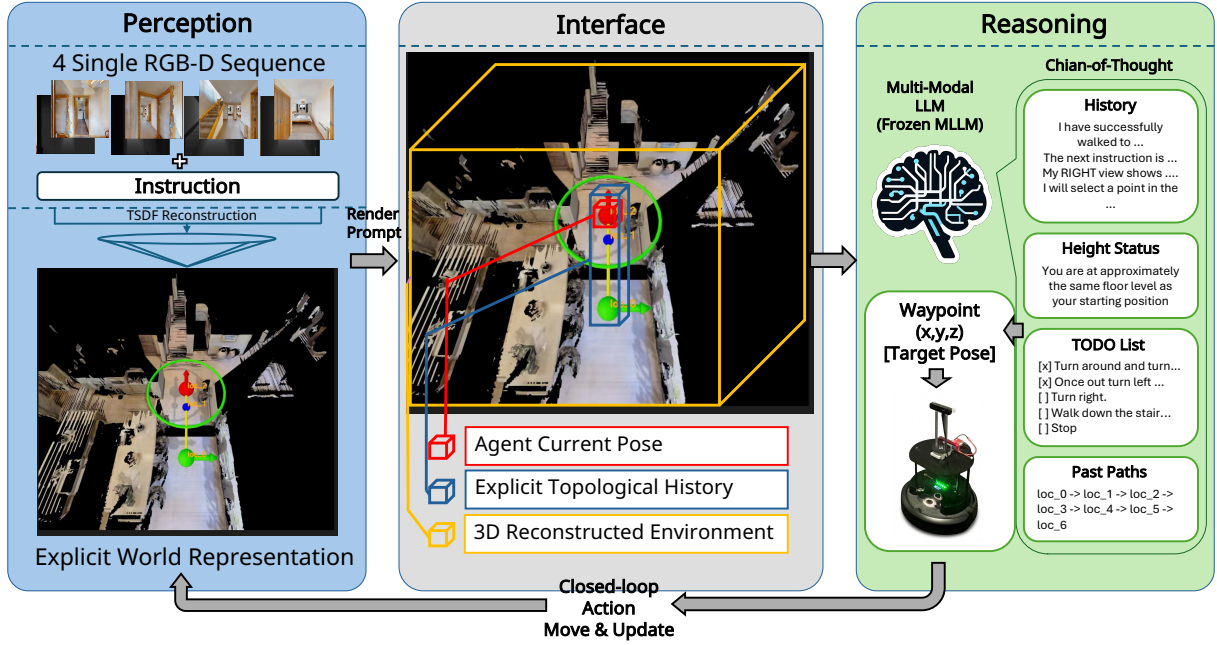 Perception
4 Single RGB-D Sequence
Instruction
TSDF Reconstruction
Explicit World Representation
Render
Prompt
Interface
Agent Current Pose
Explicit Topological History
3D Reconstructed Environment
Reasoning
Multi-Modal
LLM
(Frozen MLLM)
Chian-of-Thought
History
I have successfully
walked to ...
The next instruction is ...
My RIGHT view shows ....
I will select a point in the
...
Height Status
You are at approximately
the same floor level as
your starting position
Waypoint
(x,y,z)
[Target Pose]
TODO List
[x] Turn around and turn...
[x] Once out turn left ...
[ ] Turn right.
[ ] Walk down the stair...
[ ] Stop
Past Paths
loc_0 -> loc_1 -> loc_2 ->
loc_3 -> loc_4 -> loc_5 ->
loc_6
Closed-loop
Action
Move & Update